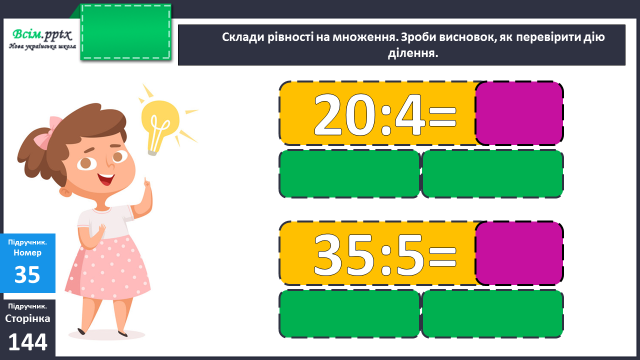 Всім.pptx
Нова українська школа
Склади рівності на множення. Зроби висновок, як перевірити дію
ділення.
20:4=
35:5=
Підручник.
Номер
35
Підручник.
Сторінка
144